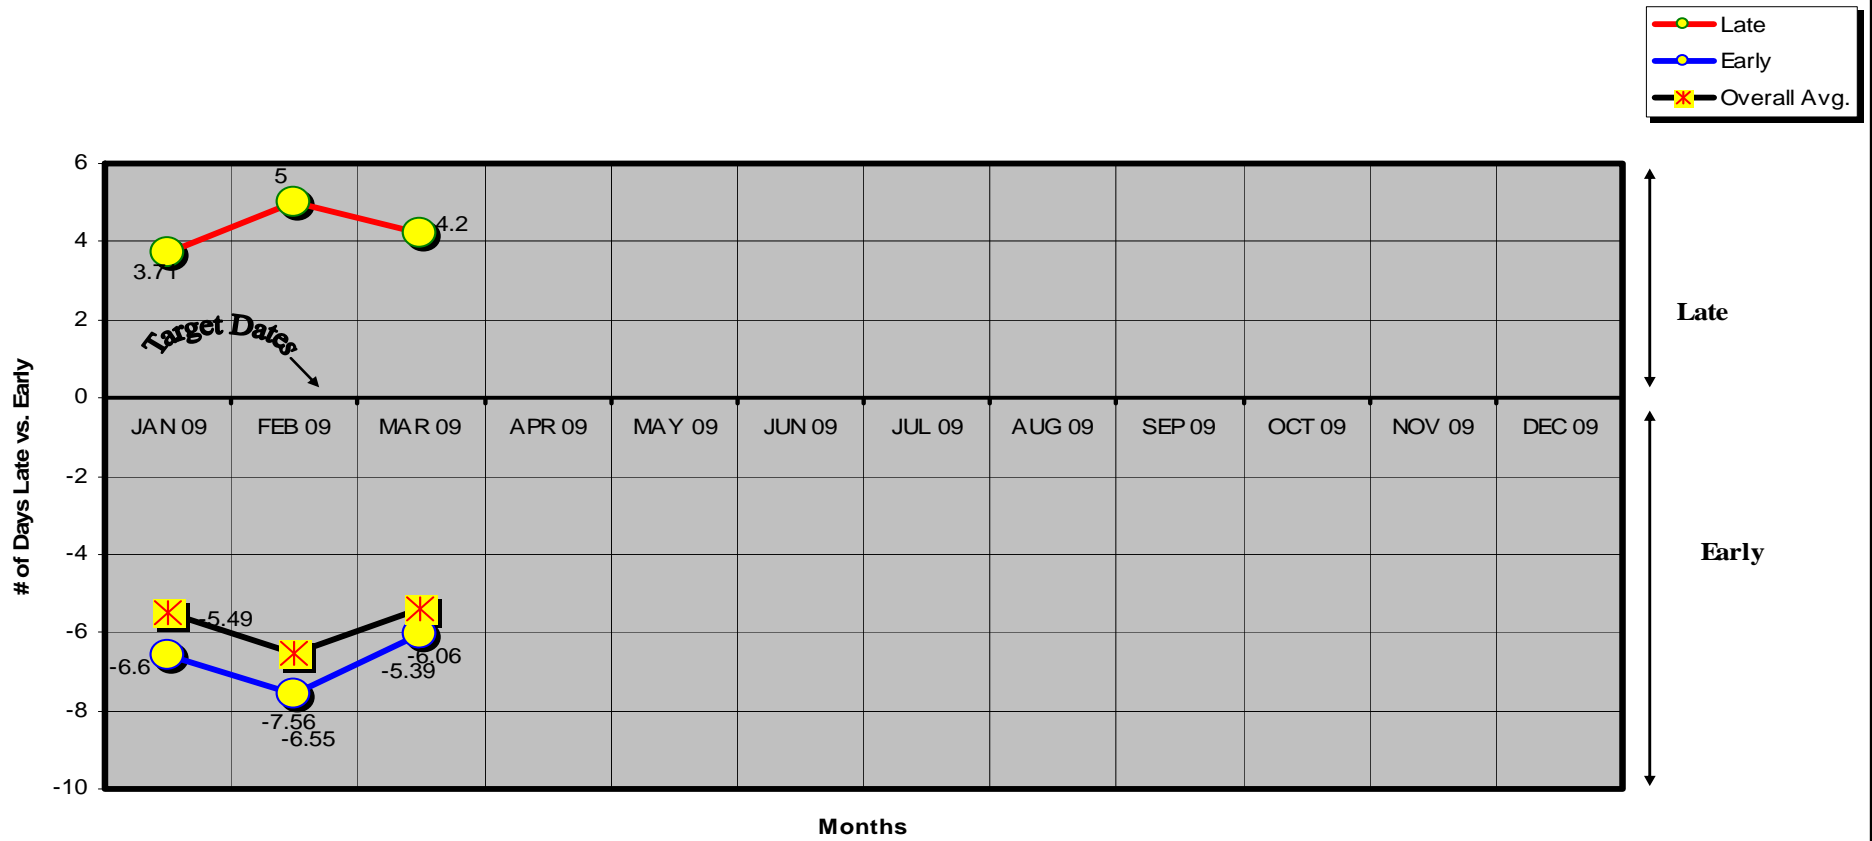 Late
Early
Overall Avg.
6
5
4.2
4
3.71
2
Target Dates
Late
0
JAN 09 FEB 09 MAR 09 APR 09 MAY 09 JUN 09 JUL 09 AUG 09 SEP 09 OCT 09 NOV 09 DEC 09
# of Days Late vs. Early
-2
-4
Early
-5.49
-6
-6.6
-6.06
-5.39
-8
-7.56
-6.55
-10
Months